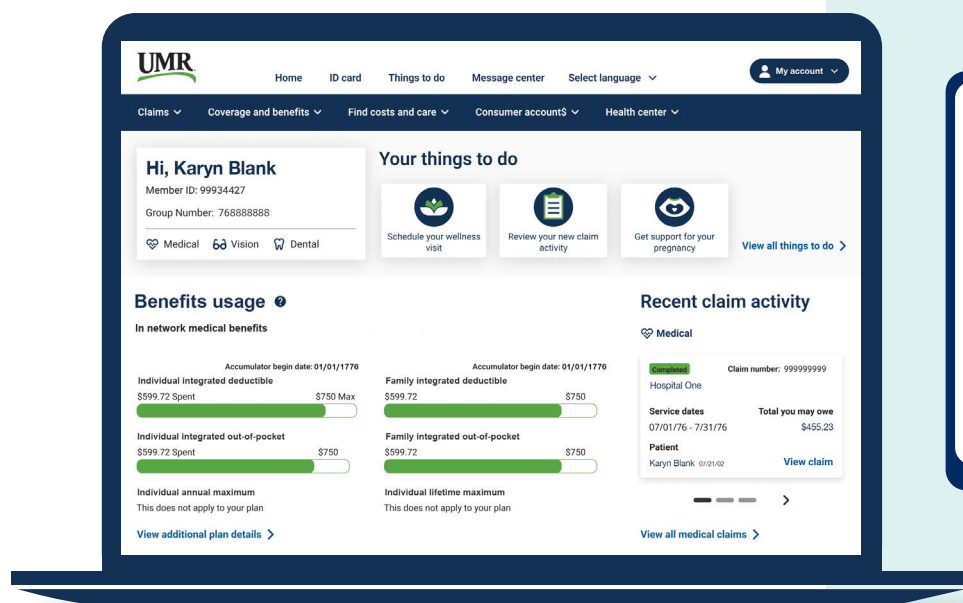 UMR
Home ID card Things to do Message center Select language
My account
Claims Coverage and benefits Find costs and care Consumer account$ Health center
Hi, Karyn Blank
Member ID: 99934427
Group Number: 768888888
Medical Vision Dental
Your things to do
Schedule your wellness
visit
Review your new claim
activity
Get support for your
pregnancy
View all things to do
Benefits usage ?
In network medical benefits
Accumulator begin date: 01/01/1776
Individual integrated deductible
$599.72 Spent $750 Max
Individual integrated out-of-pocket
$599.72 Spent $750
Individual annual maximum
This does not apply to your plan
View additional plan details
Accumulator begin date: 01/01/1776
Family integrated deductible
$599.72 $750
Family integrated out-of-pocket
$599.72 $750
Individual lifetime maximum
This does not apply to your plan
Recent claim activity
Medical
Completed Claim number: 999999999
Hospital One
Service dates Total you may owe
07/01/76 - 7/31/76 $455.23
Patient
Karyn Blank 07/21/02 View claim
View all medical claims